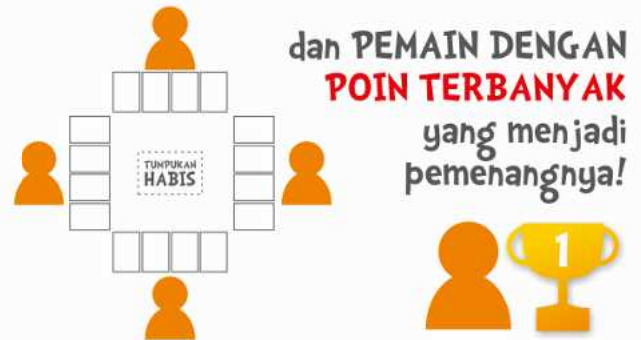 dan PEMAIN DENGAN
POIN TERBANYAK
yang menjadi
pemenangnya!
TUMPUKAN
HABIS
1